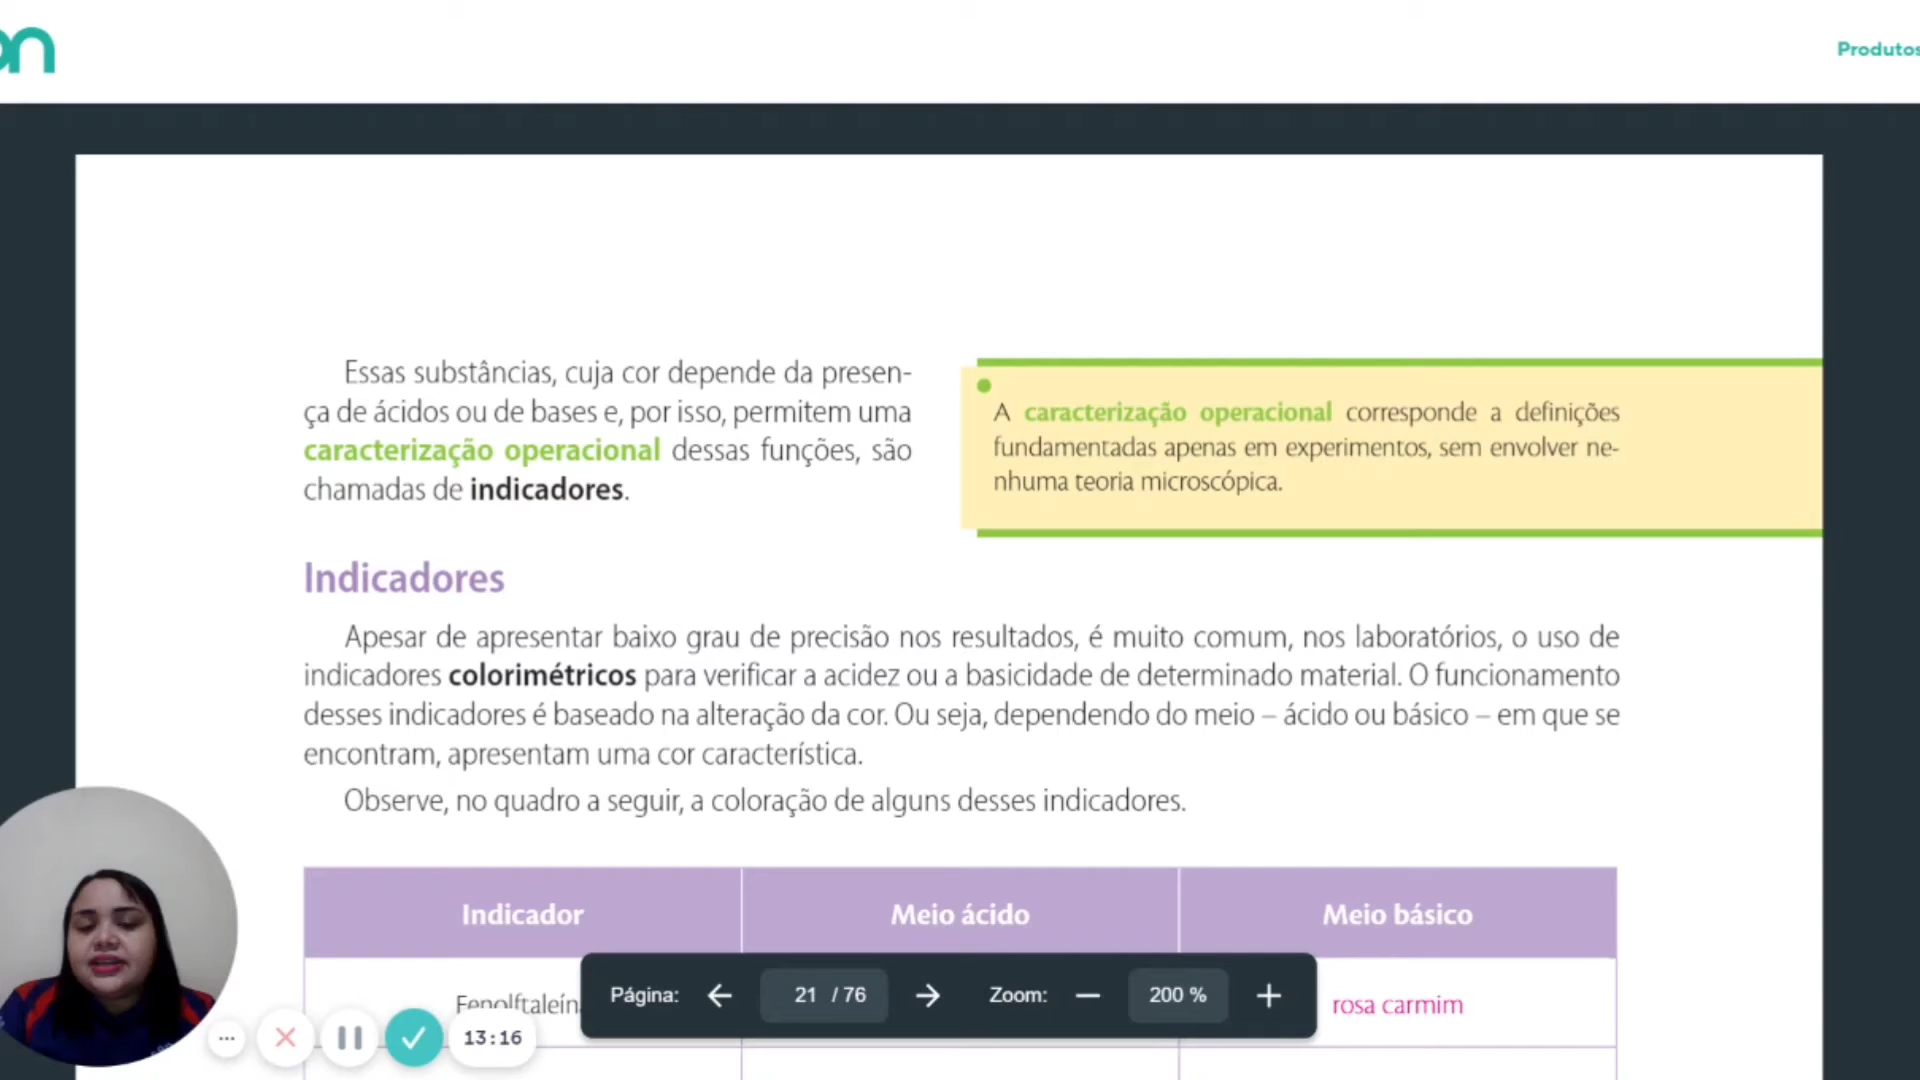 on
Produtos
Essas substâncias, cuja cor depende da presen-
ça de ácidos ou de bases e, por isso, permitem uma
caracterização operacional dessas funções, são
chamadas de indicadores.
A caracterização operacional corresponde a definições
fundamentadas apenas em experimentos, sem envolver ne-
nhuma teoria microscópica.
Indicadores
Apesar de apresentar baixo grau de precisão nos resultados, é muito comum, nos laboratórios, o uso de
indicadores colorimétricos para verificar a acidez ou a basicidade de determinado material. O funcionamento
desses indicadores é baseado na alteração da cor. Ou seja, dependendo do meio – ácido ou básico – em que se
encontram, apresentam uma cor característica.
Observe, no quadro a seguir, a coloração de alguns desses indicadores.
Indicador Meio ácido Meio básico
Fenolftaleín rosa carmim
Página: 21 / 76 Zoom: 200 %
13:16